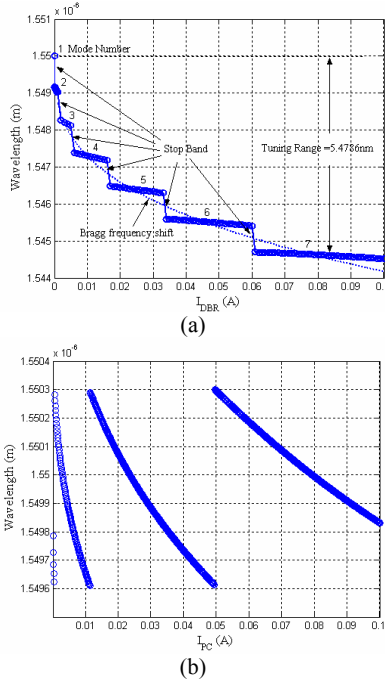 x 10⁻⁶
1.55
1.549
1.548
1.547
1.546
1.545
1.544
0 0.01 0.02 0.03 0.04 0.05 0.06 0.07 0.08 0.09 0.1
Wavelength (m)
I_DBR (A)
1 Mode Number
2
3
4
5
6
7
Stop Band
Tuning Range =5.4786nm
Bragg frequency shift
(a)
x 10⁻⁶
1.5504
1.5503
1.5502
1.5501
1.55
1.5499
1.5498
1.5497
1.5496
0.01 0.02 0.03 0.04 0.05 0.06 0.07 0.08 0.09 0.1
Wavelength (m)
I_PC (A)
(b)